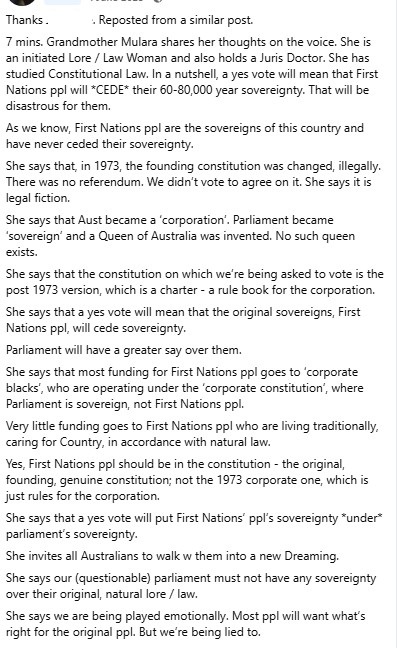 Thanks . . Reposted from a similar post.
7 mins. Grandmother Mulara shares her thoughts on the voice. She is
an initiated Lore / Law Woman and also holds a Juris Doctor. She has
studied Constitutional Law. In a nutshell, a yes vote will mean that First
Nations ppl will *CEDE* their 60-80,000 year sovereignty. That will be
disastrous for them.
As we know, First Nations ppl are the sovereigns of this country and
have never ceded their sovereignty.
She says that, in 1973, the founding constitution was changed, illegally.
There was no referendum. We didn't vote to agree on it. She says it is
legal fiction.
She says that Aust became a 'corporation'. Parliament became
'sovereign' and a Queen of Australia was invented. No such queen
exists.
She says that the constitution on which we're being asked to vote is the
post 1973 version, which is a charter - a rule book for the corporation.
She says that a yes vote will mean that the original sovereigns, First
Nations ppl, will cede sovereignty.
Parliament will have a greater say over them.
She says that most funding for First Nations ppl goes to 'corporate
blacks', who are operating under the 'corporate constitution', where
Parliament is sovereign, not First Nations ppl.
Very little funding goes to First Nations ppl who are living traditionally,
caring for Country, in accordance with natural law.
Yes, First Nations ppl should be in the constitution - the original,
founding, genuine constitution; not the 1973 corporate one, which is
just rules for the corporation.
She says that a yes vote will put First Nations' ppl's sovereignty *under*
parliament's sovereignty.
She invites all Australians to walk w them into a new Dreaming.
She says our (questionable) parliament must not have any sovereignty
over their original, natural lore / law.
She says we are being played emotionally. Most ppl will want what's
right for the original ppl. But we're being lied to.